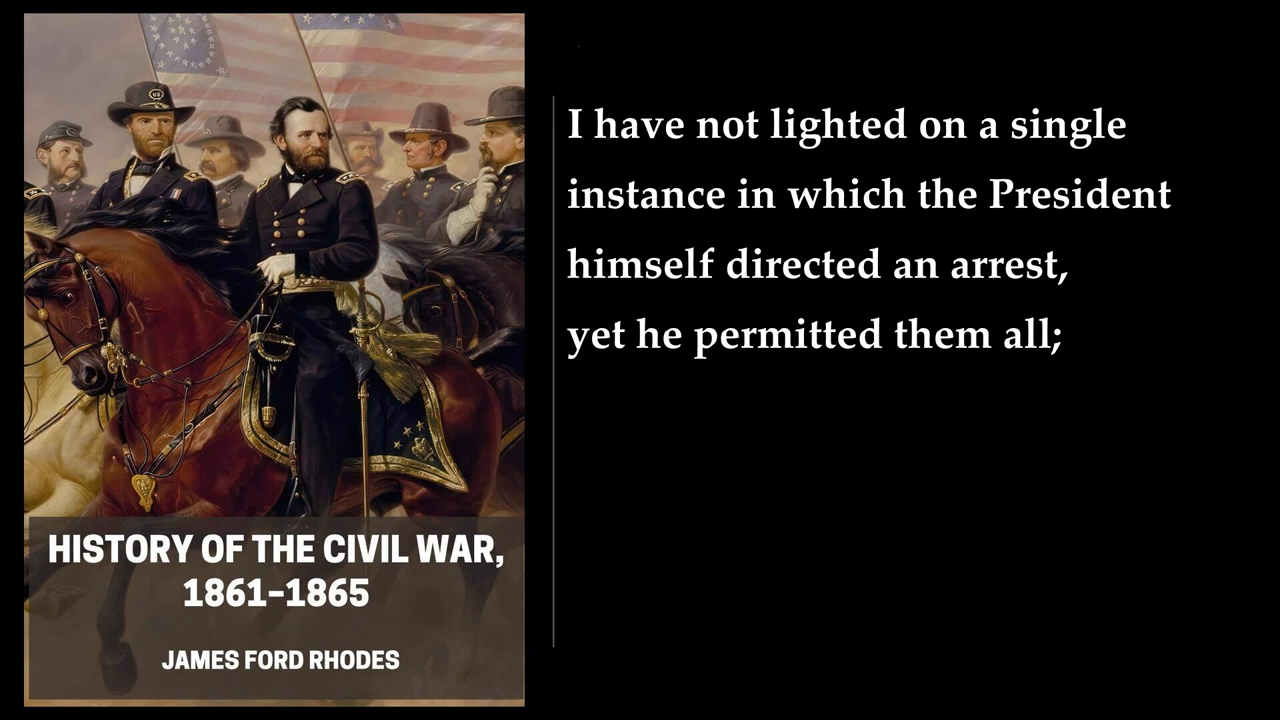 HISTORY OF THE CIVIL WAR,
1861–1865
JAMES FORD RHODES
I have not lighted on a single
instance in which the President
himself directed an arrest,
yet he permitted them all;